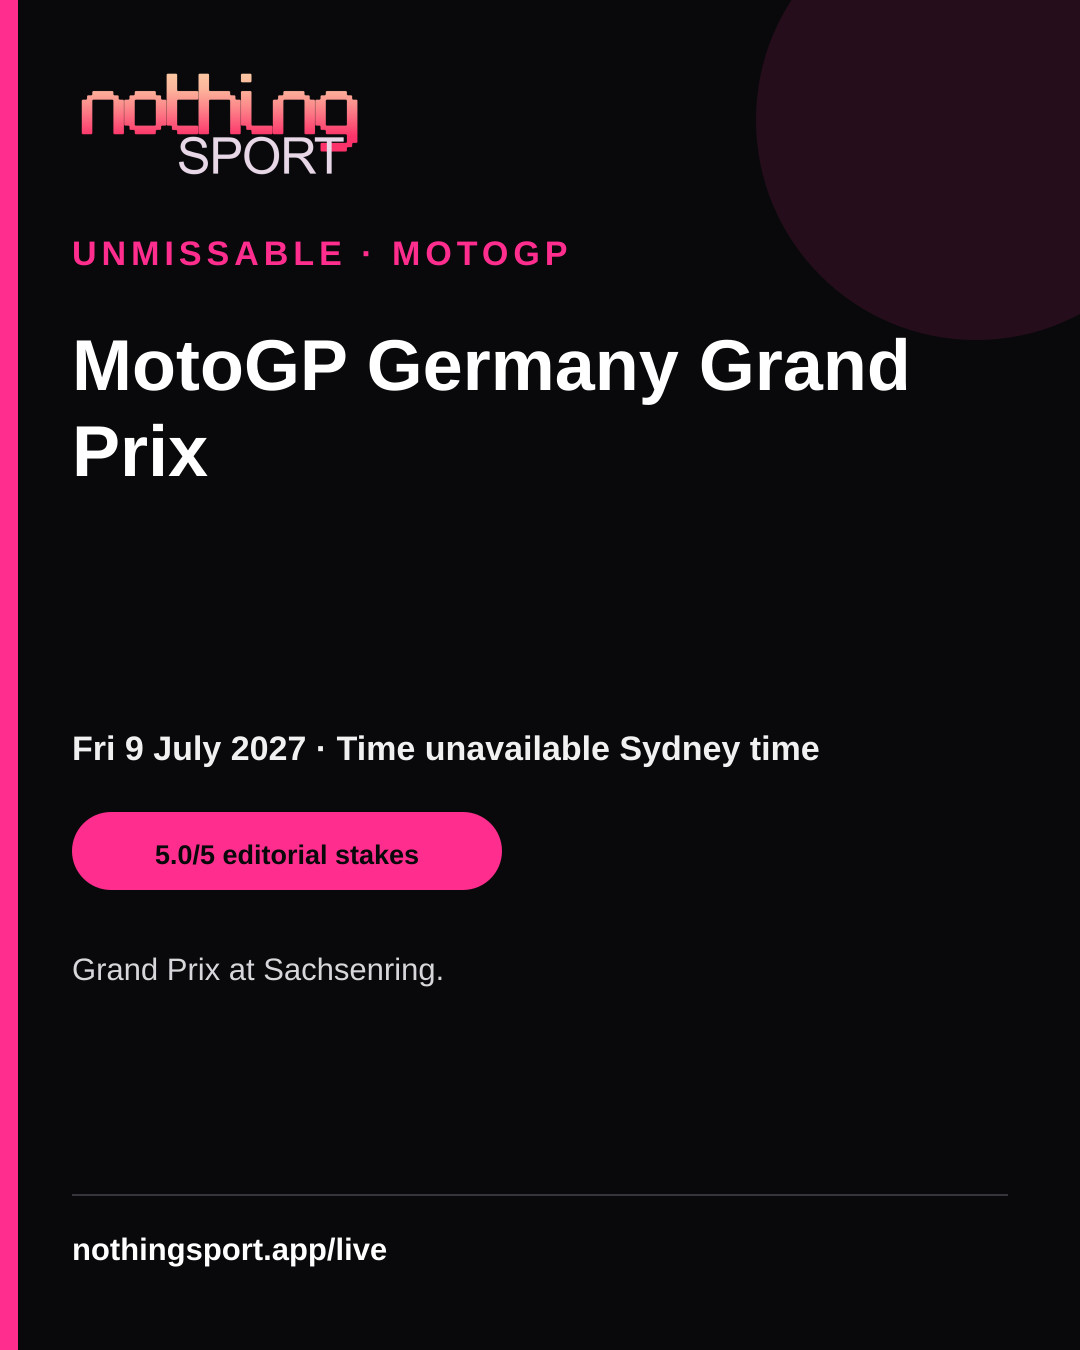 nothing
SPORT
UNMISSABLE · MOTOGP
MotoGP Germany Grand
Prix
Fri 9 July 2027 · Time unavailable Sydney time
5.0/5 editorial stakes
Grand Prix at Sachsenring.
nothingsport.app/live